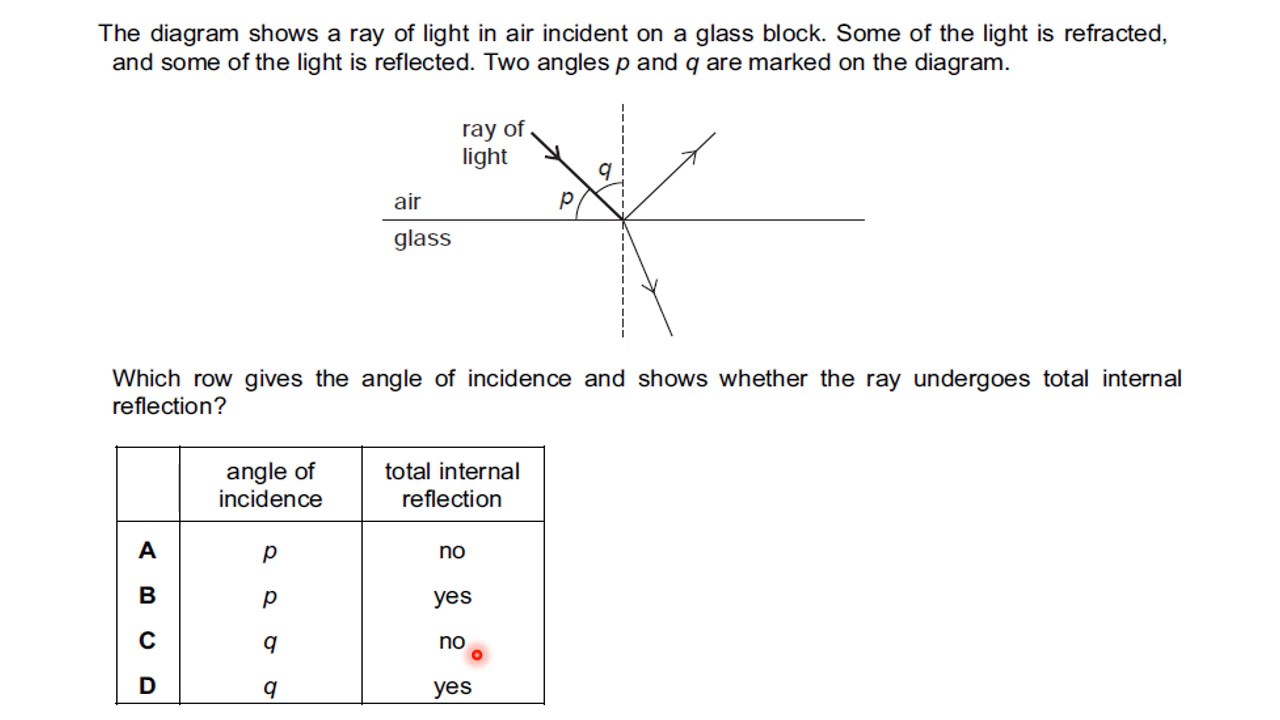 The diagram shows a ray of light in air incident on a glass block. Some of the light is refracted,
and some of the light is reflected. Two angles p and q are marked on the diagram.
ray of
light
q
p
air
glass
Which row gives the angle of incidence and shows whether the ray undergoes total internal
reflection?
angle of incidence total internal reflection
A p no
B p yes
C q no
D q yes